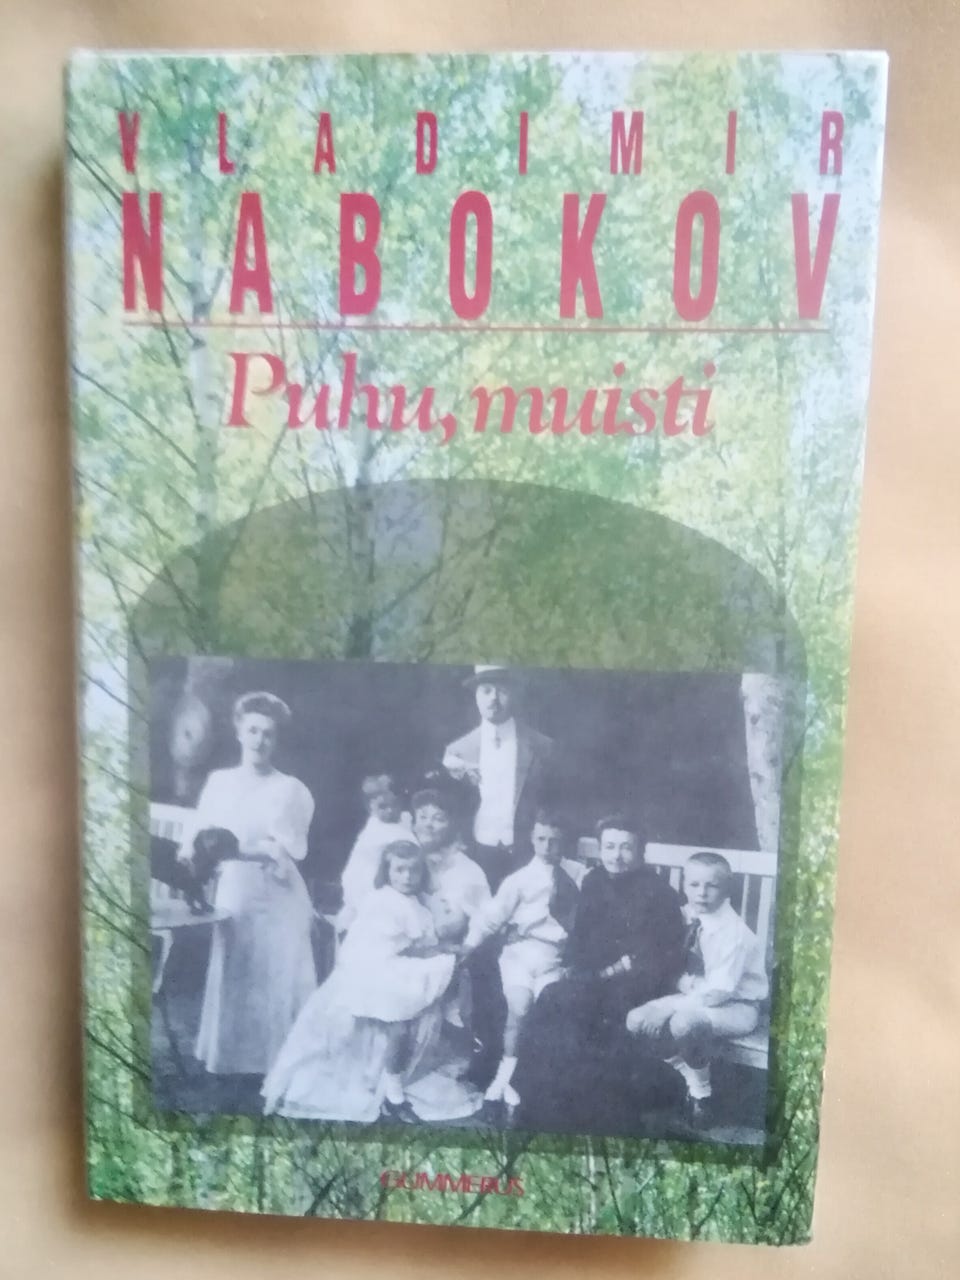 VLADIMIR
NABOKOV
Puhu, muisti
GUMMERUS